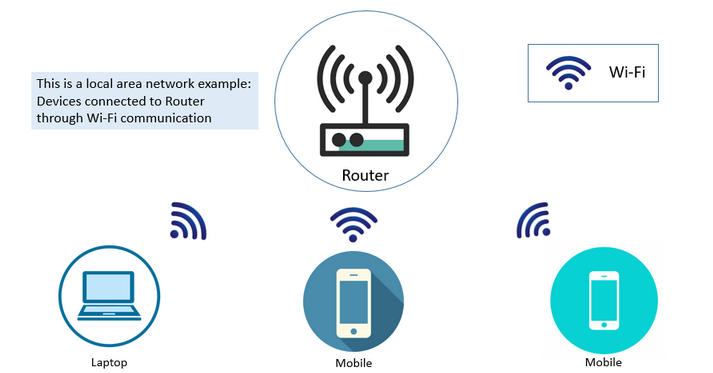 This is a local area network example:
Devices connected to Router
through Wi-Fi communication
Wi-Fi
Router
Laptop
Mobile
Mobile